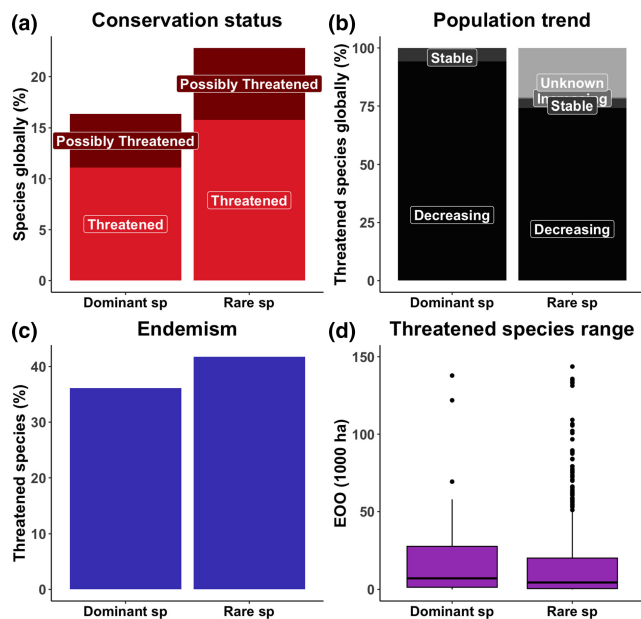 (a)
Conservation status
Species globally (%)
20
15
10
5
0
Possibly Threatened
Possibly Threatened
Threatened
Threatened
Dominant sp
Rare sp
(b)
Population trend
Threatened species globally (%)
100
75
50
25
0
Stable
Unknown
Increasing
Stable
Decreasing
Decreasing
Dominant sp
Rare sp
(c)
Endemism
Threatened species (%)
40
30
20
10
0
Dominant sp
Rare sp
(d)
Threatened species range
EOO (1000 ha)
150
100
50
0
Dominant sp
Rare sp